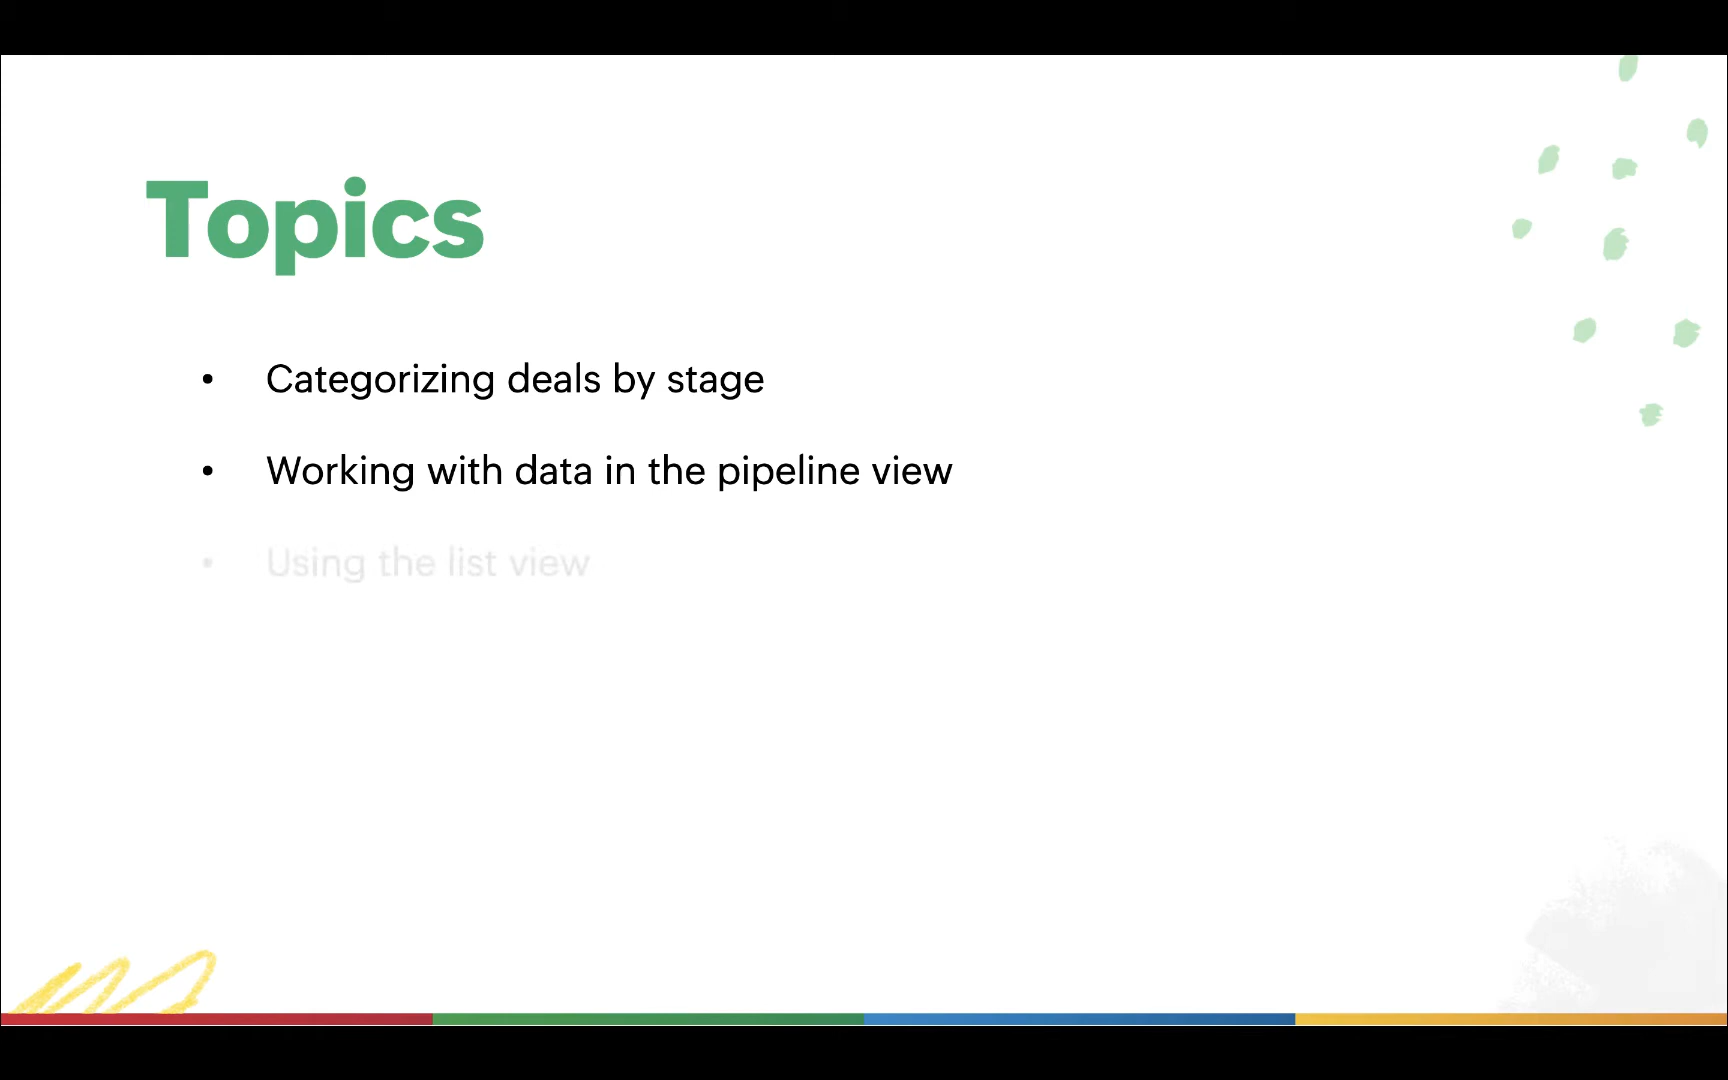 Topics
• Categorizing deals by stage
• Working with data in the pipeline view
• Using the list view